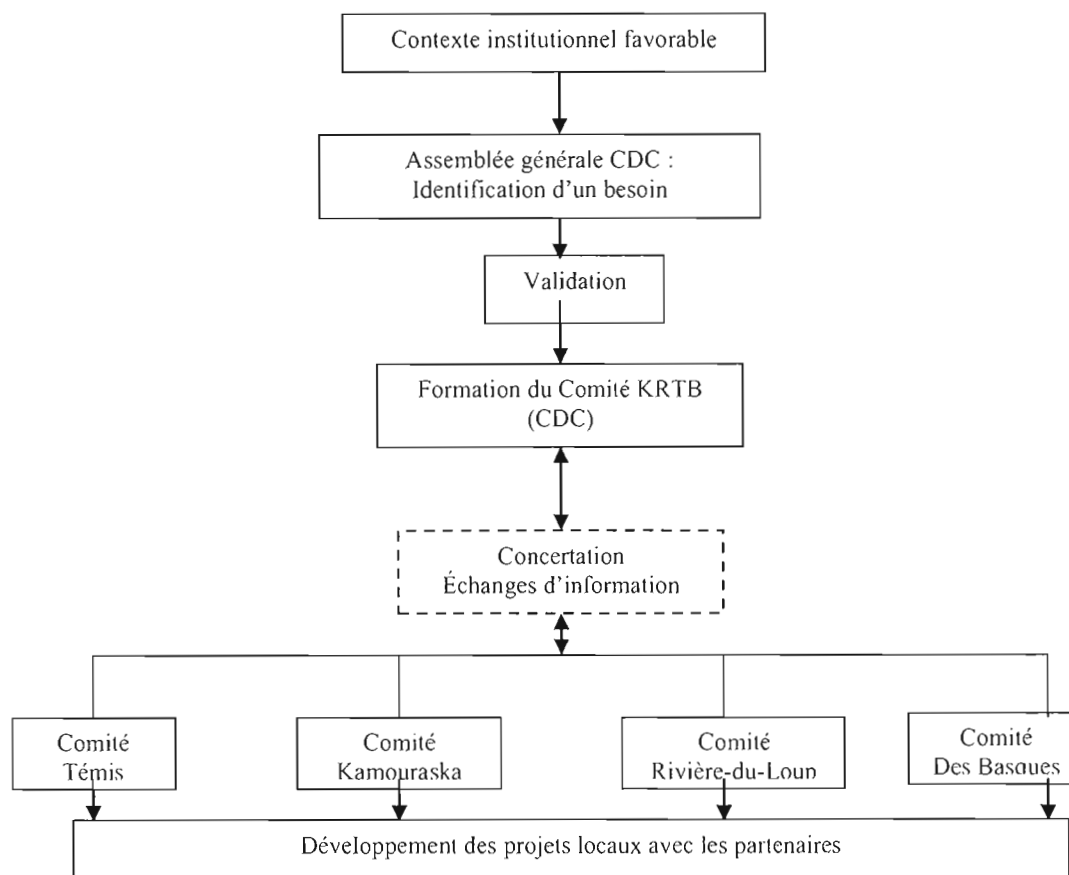 Contexte institutionnel favorable
Assemblée générale CDC :
Identification d'un besoin
Validation
Formation du Comité KRTB
(CDC)
Concertation
Échanges d'information
Comité
Témis
Comité
Kamouraska
Comité
Rivière-du-Loup
Comité
Des Basques
Développement des projets locaux avec les partenaires